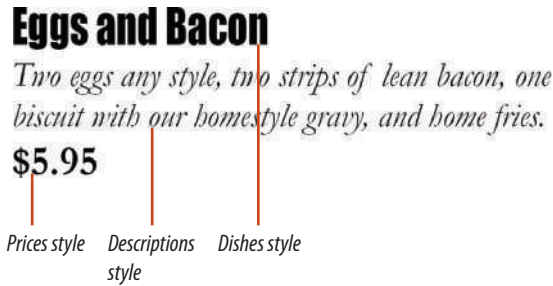 Eggs and Bacon
Two eggs any style, two strips of lean bacon, one
biscuit with our homestyle gravy, and home fries.
$5.95
Prices style
Descriptions style
Dishes style